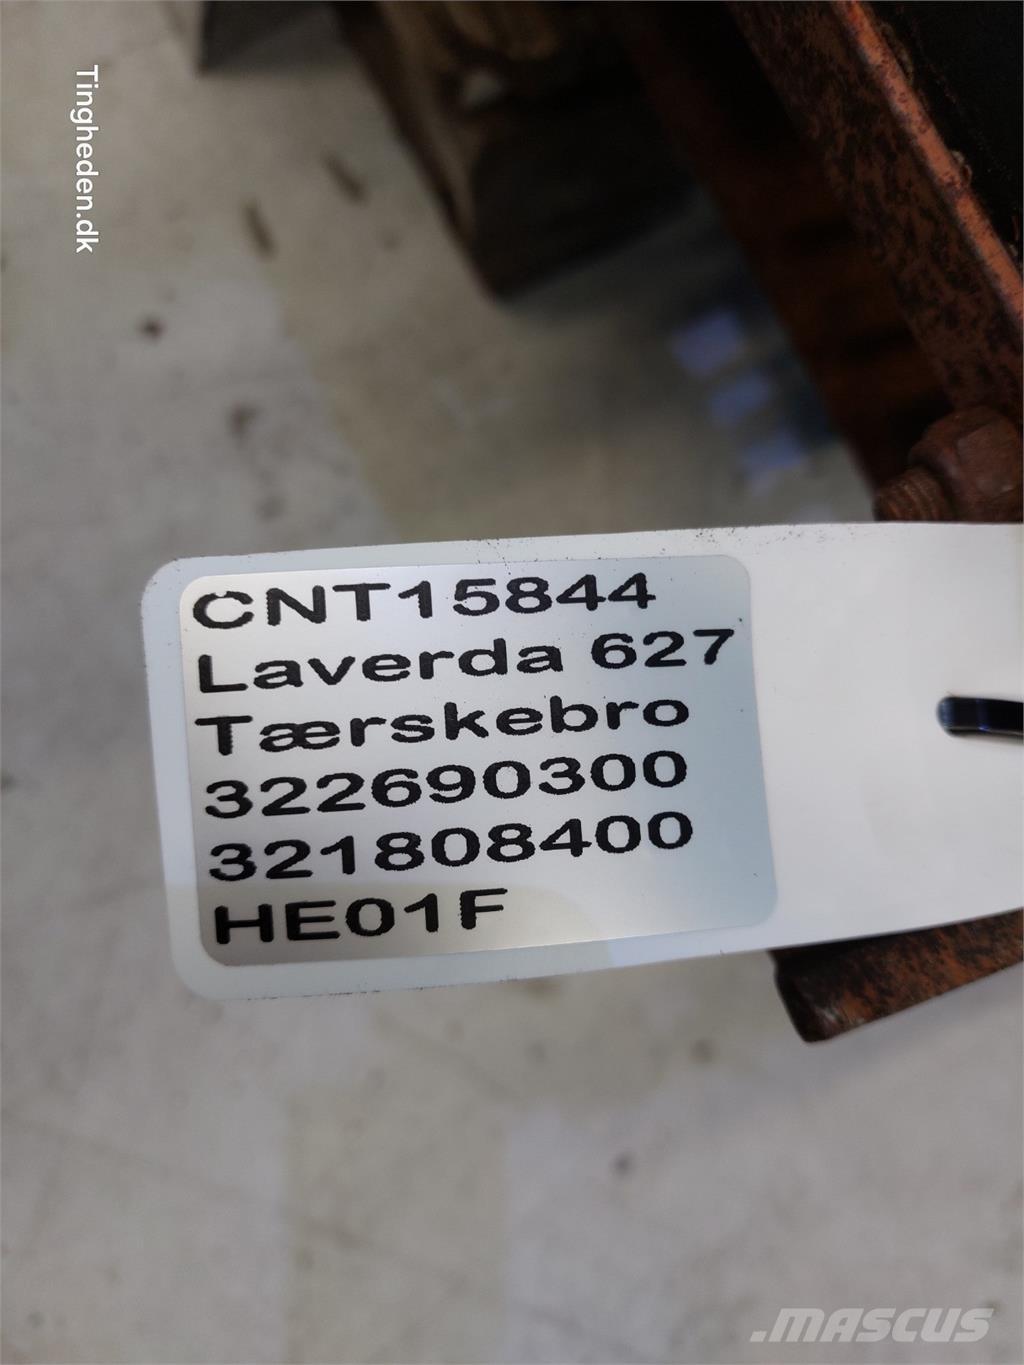 Tingheden.dk
CNT15844
Laverda 627
Tærskebro
322690300
321808400
HE01F
.MASCUS